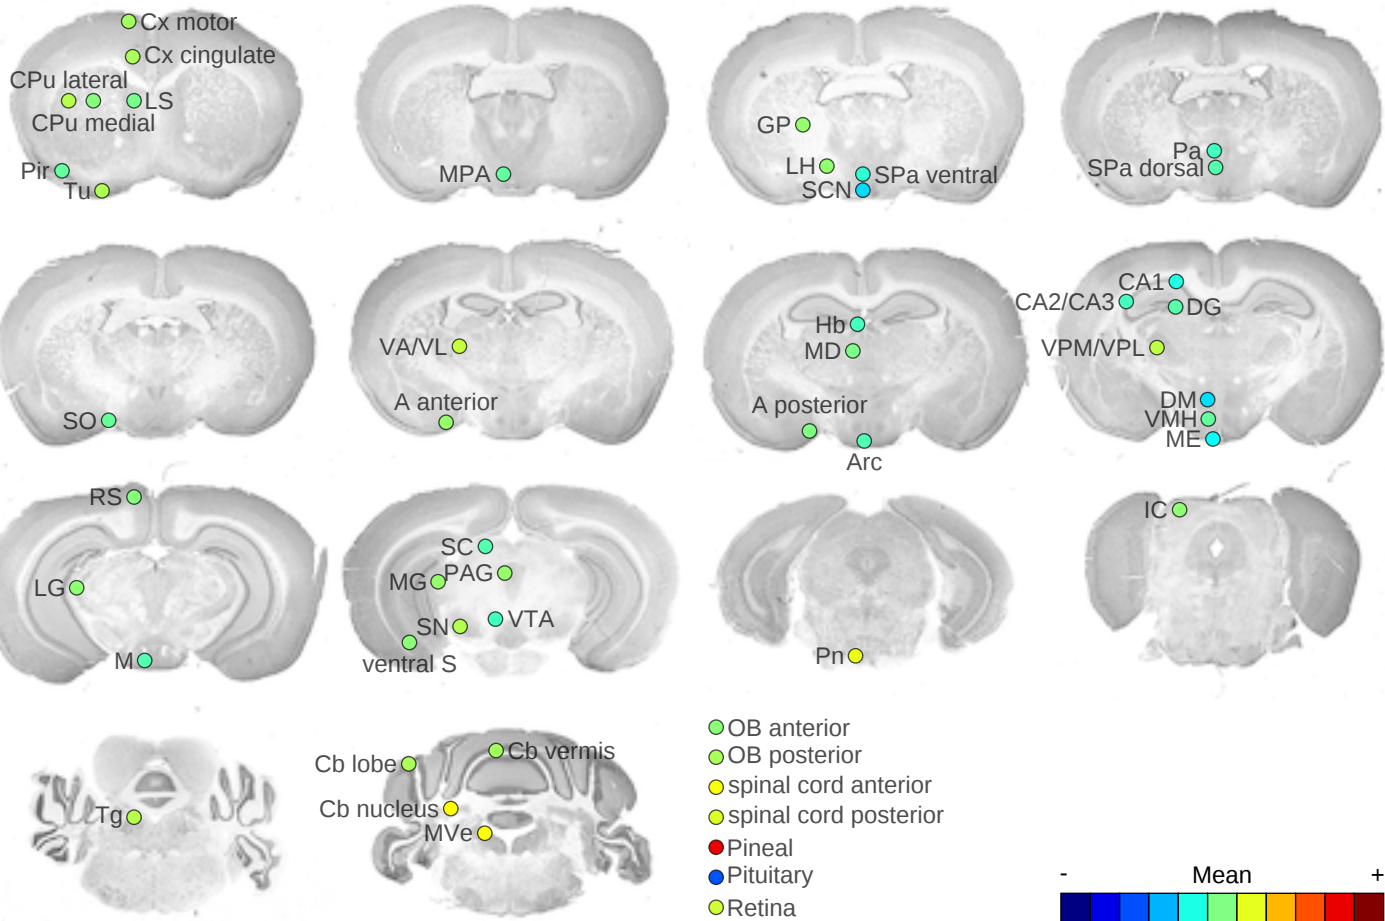 Cx motor
Cx cingulate
CPu lateral
LS
CPu medial
Pir
Tu
MPA
GP
LH
SPa ventral
SCN
Pa
SPa dorsal
SO
VA/VL
A anterior
Hb
MD
A posterior
Arc
CA1
CA2/CA3
DG
VPM/VPL
DM
VMH
ME
RS
LG
M
SC
MG
PAG
SN
VTA
ventral S
Pn
IC
Tg
Cb lobe
Cb vermis
Cb nucleus
MVe
OB anterior
OB posterior
spinal cord anterior
spinal cord posterior
Pineal
Pituitary
Retina
- Mean +